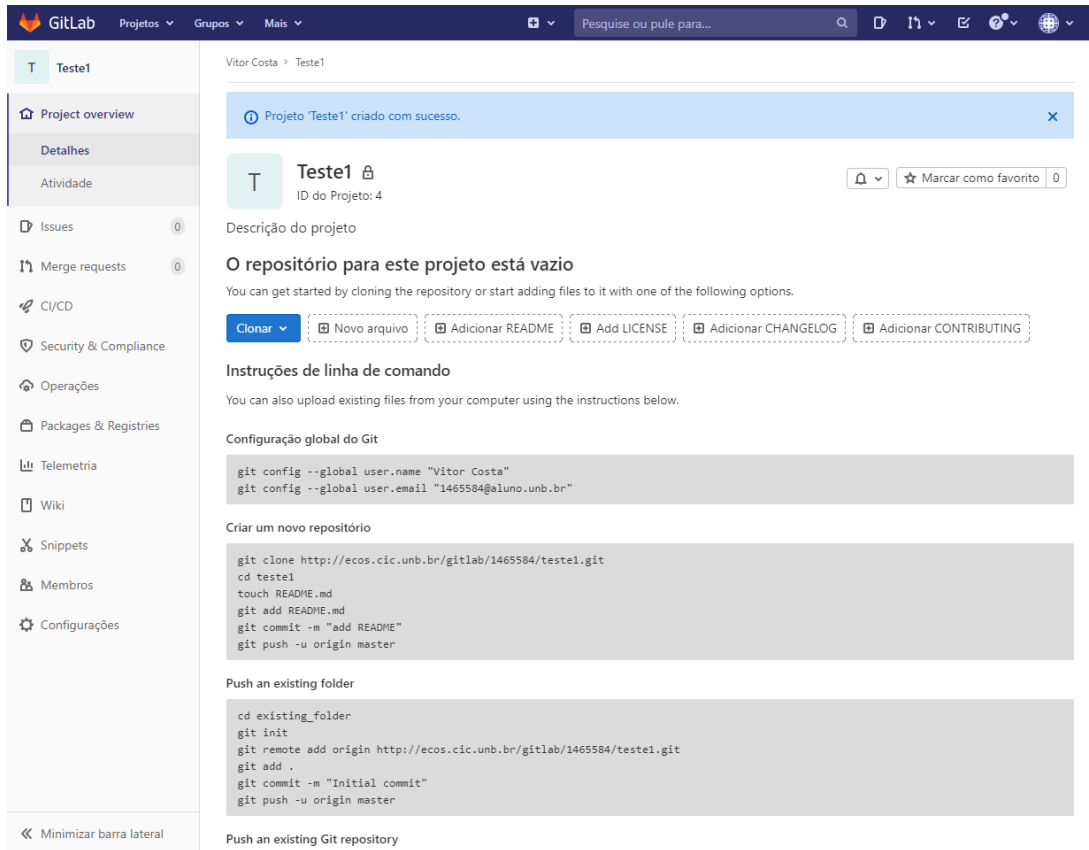 GitLab Projetos Grupos Mais Pesquise ou pule para...
T Teste1
Project overview
Detalhes
Atividade
Issues 0
Merge requests 0
CI/CD
Security & Compliance
Operações
Packages & Registries
Telemetria
Wiki
Snippets
Membros
Configurações
Minimizar barra lateral
Vitor Costa > Teste1
Projeto 'Teste1' criado com sucesso.
T
Teste1
ID do Projeto: 4
Marcar como favorito 0
Descrição do projeto
O repositório para este projeto está vazio
You can get started by cloning the repository or start adding files to it with one of the following options.
Clonar Novo arquivo Adicionar README Add LICENSE Adicionar CHANGELOG Adicionar CONTRIBUTING
Instruções de linha de comando
You can also upload existing files from your computer using the instructions below.
Configuração global do Git
git config --global user.name "Vitor Costa"
git config --global user.email "1465584@aluno.unb.br"
Criar um novo repositório
git clone http://ecos.cic.unb.br/gitlab/1465584/teste1.git
cd teste1
touch README.md
git add README.md
git commit -m "add README"
git push -u origin master
Push an existing folder
cd existing_folder
git init
git remote add origin http://ecos.cic.unb.br/gitlab/1465584/teste1.git
git add .
git commit -m "Initial commit"
git push -u origin master
Push an existing Git repository